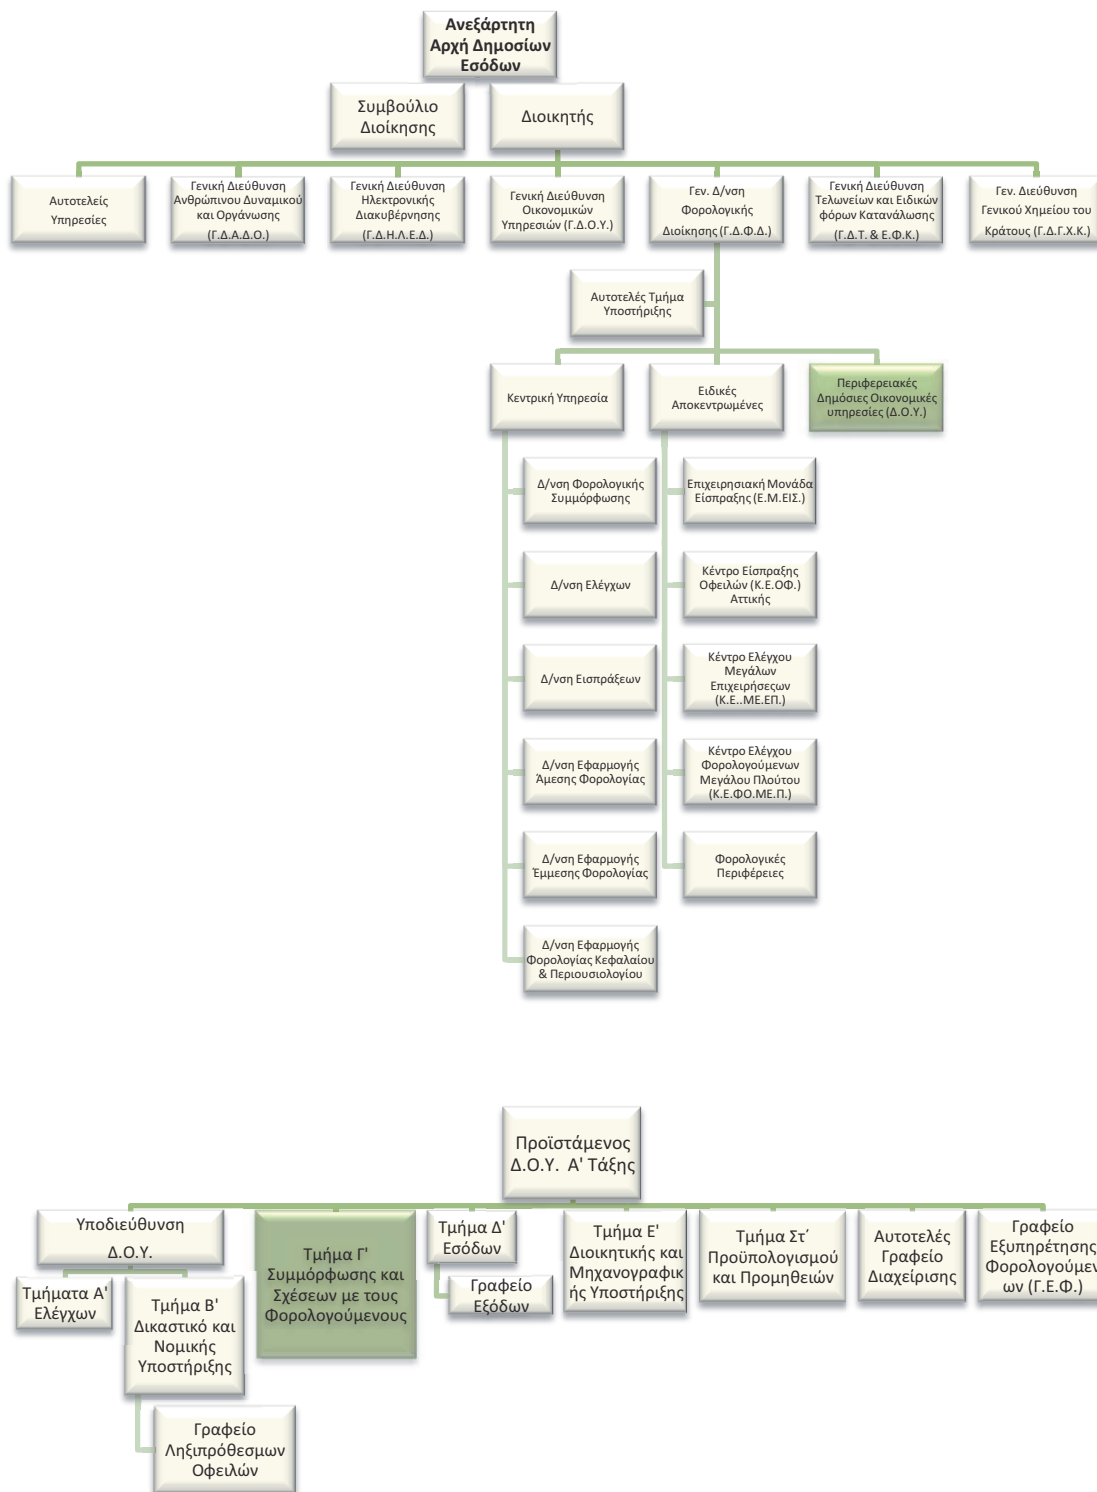 Ανεξάρτητη
Αρχή Δημοσίων
Εσόδων
Συμβούλιο
Διοίκησης
Διοικητής
Αυτοτελείς
Υπηρεσίες
Γενική Διεύθυνση
Ανθρώπινου Δυναμικού
και Οργάνωσης
(Γ.Δ.Α.Δ.Ο.)
Γενική Διεύθυνση
Ηλεκτρονικής
Διακυβέρνησης
(Γ.Δ.Η.Λ.Ε.Δ.)
Γενική Διεύθυνση
Οικονομικών
Υπηρεσιών (Γ.Δ.Ο.Υ.)
Γεν. Δ/νση
Φορολογικής
Διοίκησης (Γ.Δ.Φ.Δ.)
Γενική Διεύθυνση
Τελωνείων και Ειδικών
φόρων Κατανάλωσης
(Γ.Δ.Τ. & Ε.Φ.Κ.)
Γεν. Διεύθυνση
Γενικού Χημείου του
Κράτους (Γ.Δ.Γ.Χ.Κ.)
Αυτοτελές Τμήμα
Υποστήριξης
Κεντρική Υπηρεσία
Ειδικές
Αποκεντρωμένες
Περιφερειακές
Δημόσιες Οικονομικές
υπηρεσίες (Δ.Ο.Υ.)
Δ/νση Φορολογικής
Συμμόρφωσης
Δ/νση Ελέγχων
Δ/νση Εισπράξεων
Δ/νση Εφαρμογής
Άμεσης Φορολογίας
Δ/νση Εφαρμογής
Έμμεσης Φορολογίας
Δ/νση Εφαρμογής
Φορολογίας Κεφαλαίου
& Περιουσιολογίου
Επιχειρησιακή Μονάδα
Είσπραξης (Ε.Μ.ΕΙΣ.)
Κέντρο Είσπραξης
Οφειλών (Κ.Ε.ΟΦ.)
Αττικής
Κέντρο Ελέγχου
Μεγάλων
Επιχειρήσεςων
(Κ.Ε..ΜΕ.ΕΠ.)
Κέντρο Ελέγχου
Φορολογούμενων
Μεγάλου Πλούτου
(Κ.Ε.ΦΟ.ΜΕ.Π.)
Φορολογικές
Περιφέρειες
Προϊστάμενος
Δ.Ο.Υ. Α' Τάξης
Υποδιεύθυνση
Δ.Ο.Υ.
Τμήματα Α'
Ελέγχων
Τμήμα Β'
Δικαστικό και
Νομικής
Υποστήριξης
Γραφείο
Ληξιπρόθεσμων
Οφειλών
Τμήμα Γ'
Συμμόρφωσης και
Σχέσεων με τους
Φορολογούμενους
Τμήμα Δ'
Εσόδων
Γραφείο
Εξόδων
Τμήμα Ε'
Διοικητικής και
Μηχανογραφικ
ής Υποστήριξης
Τμήμα Στ΄
Προϋπολογισμού
και Προμηθειών
Αυτοτελές
Γραφείο
Διαχείρισης
Γραφείο
Εξυπηρέτησης
Φορολογούμεν
ων (Γ.Ε.Φ.)